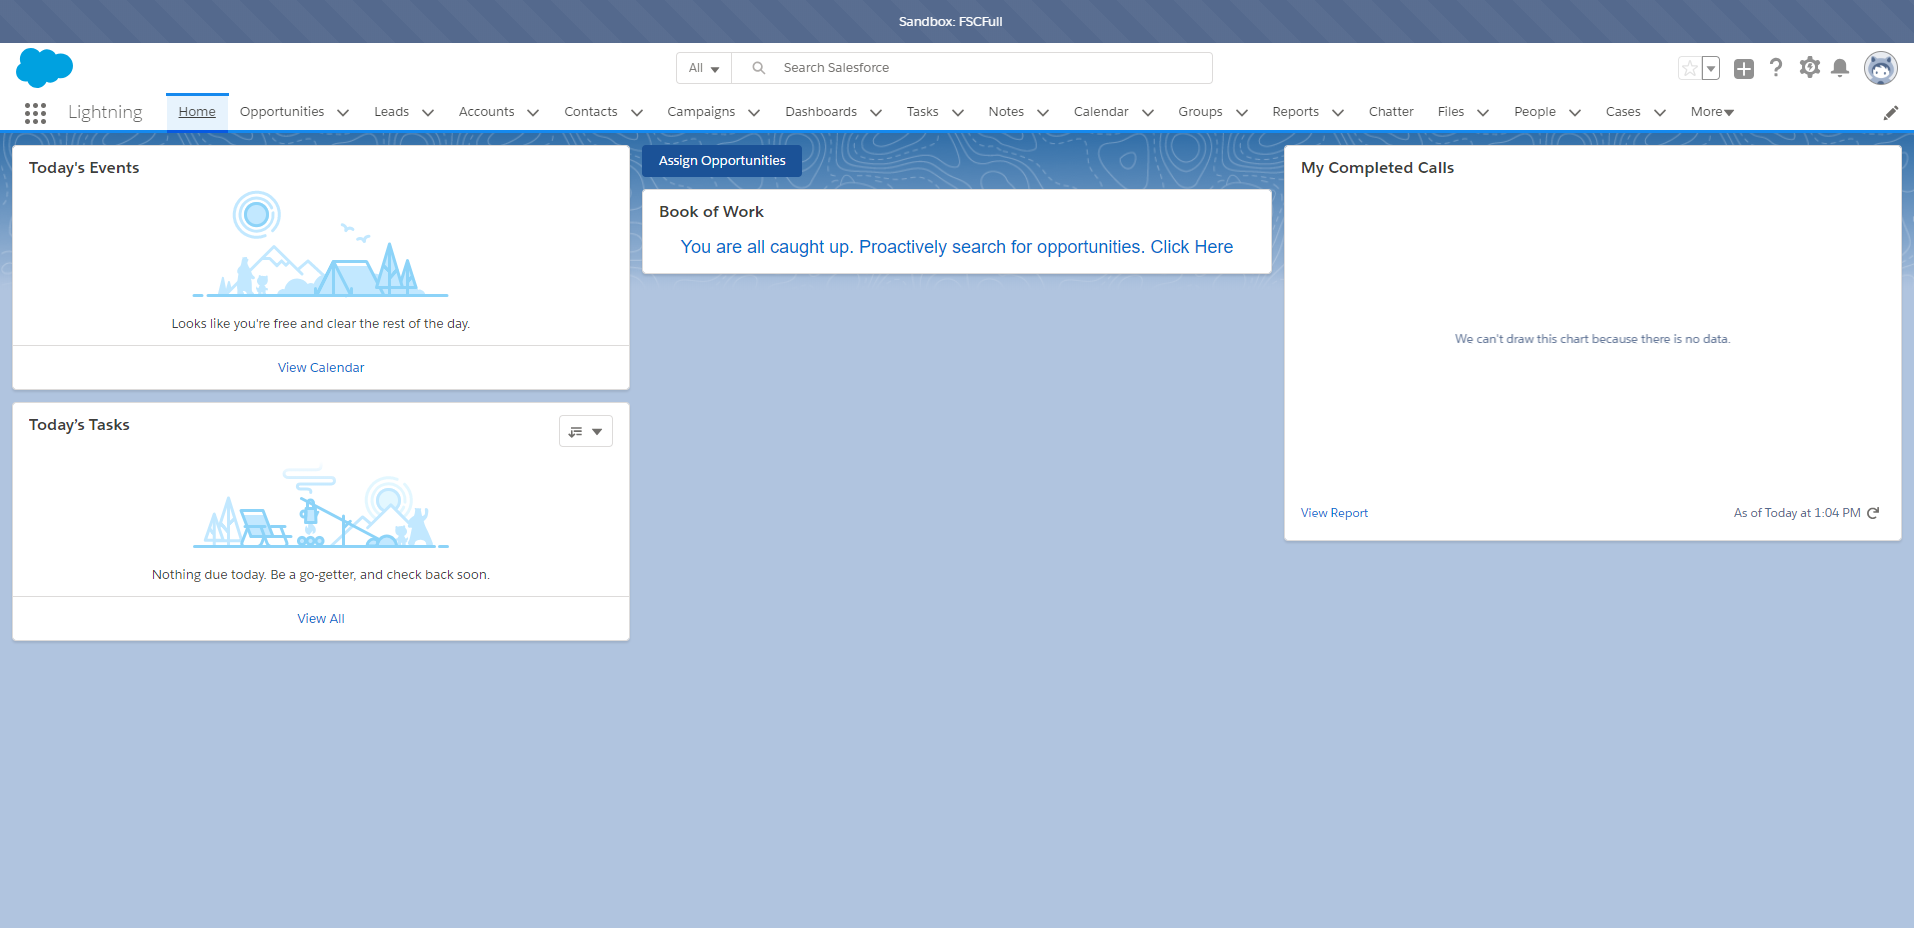 Sandbox: FSCFull
All
Search Salesforce
Lightning
Home
Opportunities
Leads
Accounts
Contacts
Campaigns
Dashboards
Tasks
Notes
Calendar
Groups
Reports
Chatter
Files
People
Cases
More
Today's Events
Looks like you're free and clear the rest of the day.
View Calendar
Today’s Tasks
Nothing due today. Be a go-getter, and check back soon.
View All
Assign Opportunities
Book of Work
You are all caught up. Proactively search for opportunities. Click Here
My Completed Calls
We can't draw this chart because there is no data.
View Report
As of Today at 1:04 PM